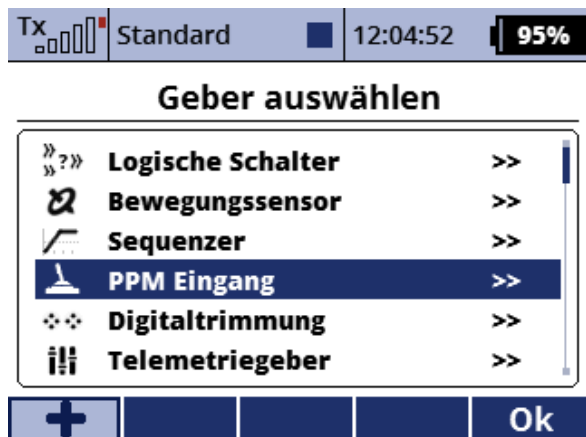 Tx Standard 12:04:52 95%
Geber auswählen
»?» Logische Schalter >>
Bewegungssensor >>
Sequenzer >>
PPM Eingang >>
Digitaltrimmung >>
Telemetriegeber >>
+ Ok